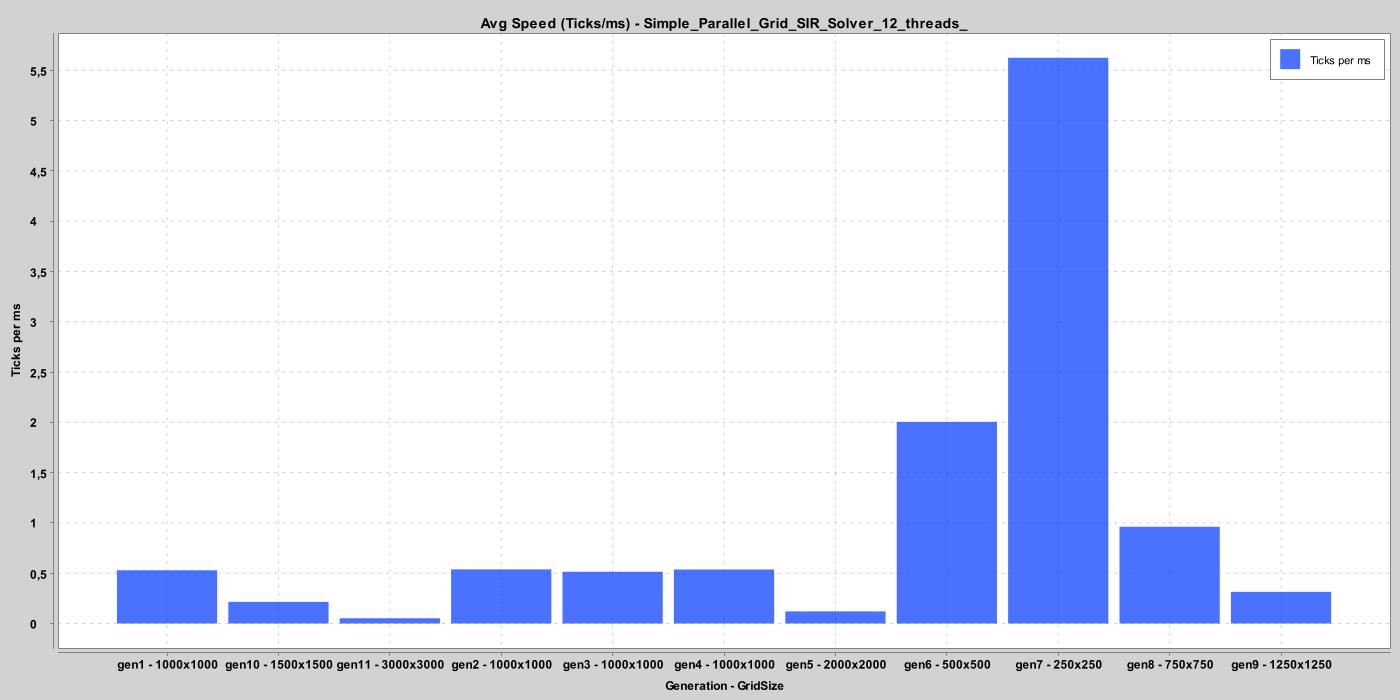 Avg Speed (Ticks/ms) - Simple_Parallel_Grid_SIR_Solver_12_threads_
Ticks per ms
5,5
5
4,5
4
3,5
3
2,5
2
1,5
1
0,5
0
Ticks per ms
gen1 - 1000x1000 gen10 - 1500x1500 gen11 - 3000x3000 gen2 - 1000x1000 gen3 - 1000x1000 gen4 - 1000x1000 gen5 - 2000x2000 gen6 - 500x500 gen7 - 250x250 gen8 - 750x750 gen9 - 1250x1250
Generation - GridSize